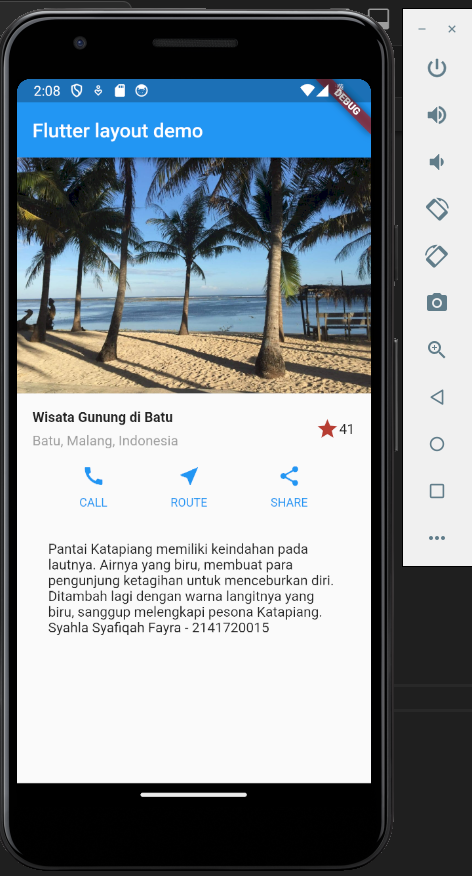 2:08
DEBUG
Flutter layout demo
Wisata Gunung di Batu
Batu, Malang, Indonesia
41
CALL
ROUTE
SHARE
Pantai Katapiang memiliki keindahan pada
lautnya. Airnya yang biru, membuat para
pengunjung ketagihan untuk menceburkan diri.
Ditambah lagi dengan warna langitnya yang
biru, sanggup melengkapi pesona Katapiang.
Syahla Syafiqah Fayra - 2141720015